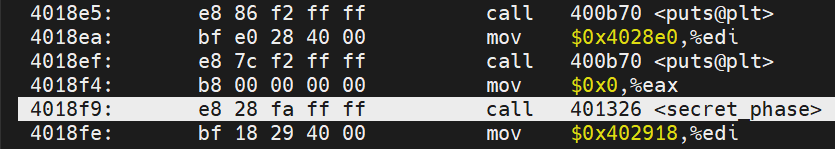 4018e5: e8 86 f2 ff ff call 400b70 <puts@plt>
4018ea: bf e0 28 40 00 mov $0x4028e0,%edi
4018ef: e8 7c f2 ff ff call 400b70 <puts@plt>
4018f4: b8 00 00 00 00 mov $0x0,%eax
4018f9: e8 28 fa ff ff call 401326 <secret_phase>
4018fe: bf 18 29 40 00 mov $0x402918,%edi